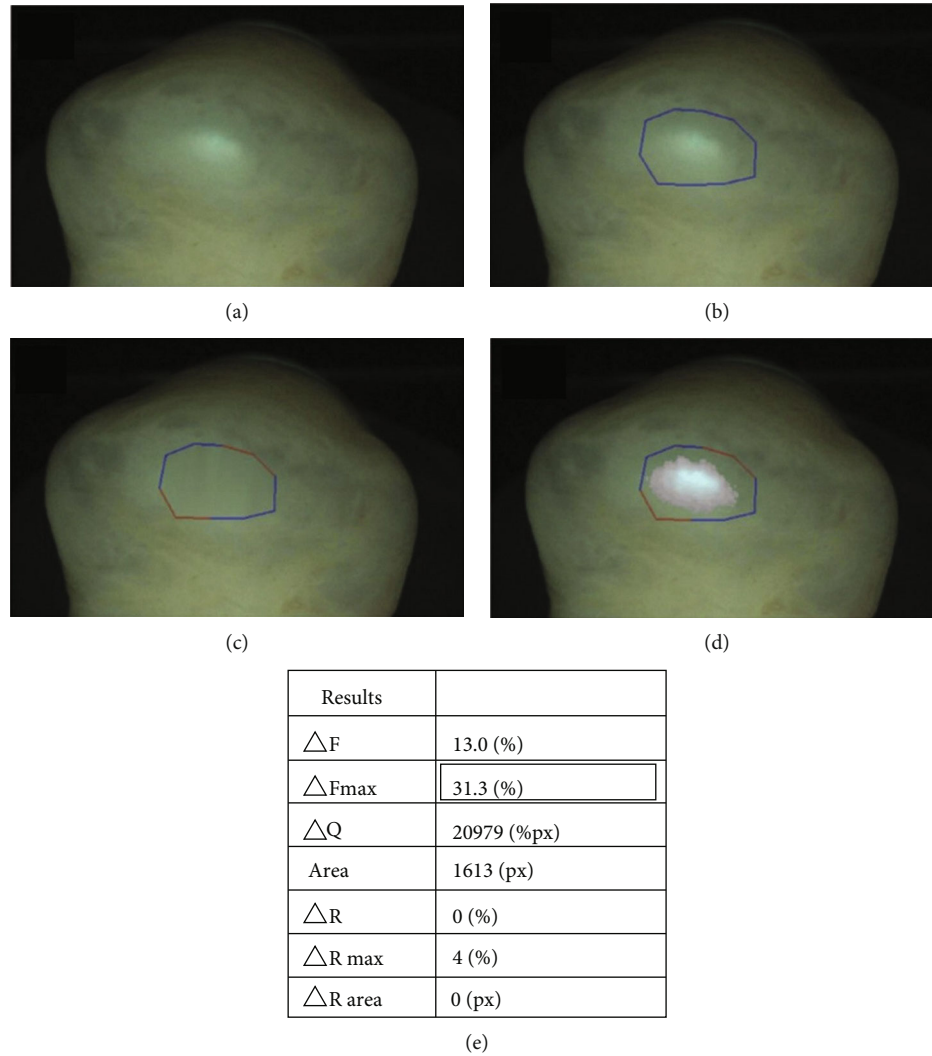 (a)
(b)
(c)
(d)
Results
△F 13.0 (%)
△Fmax 31.3 (%)
△Q 20979 (%px)
Area 1613 (px)
△R 0 (%)
△R max 4 (%)
△R area 0 (px)
(e)